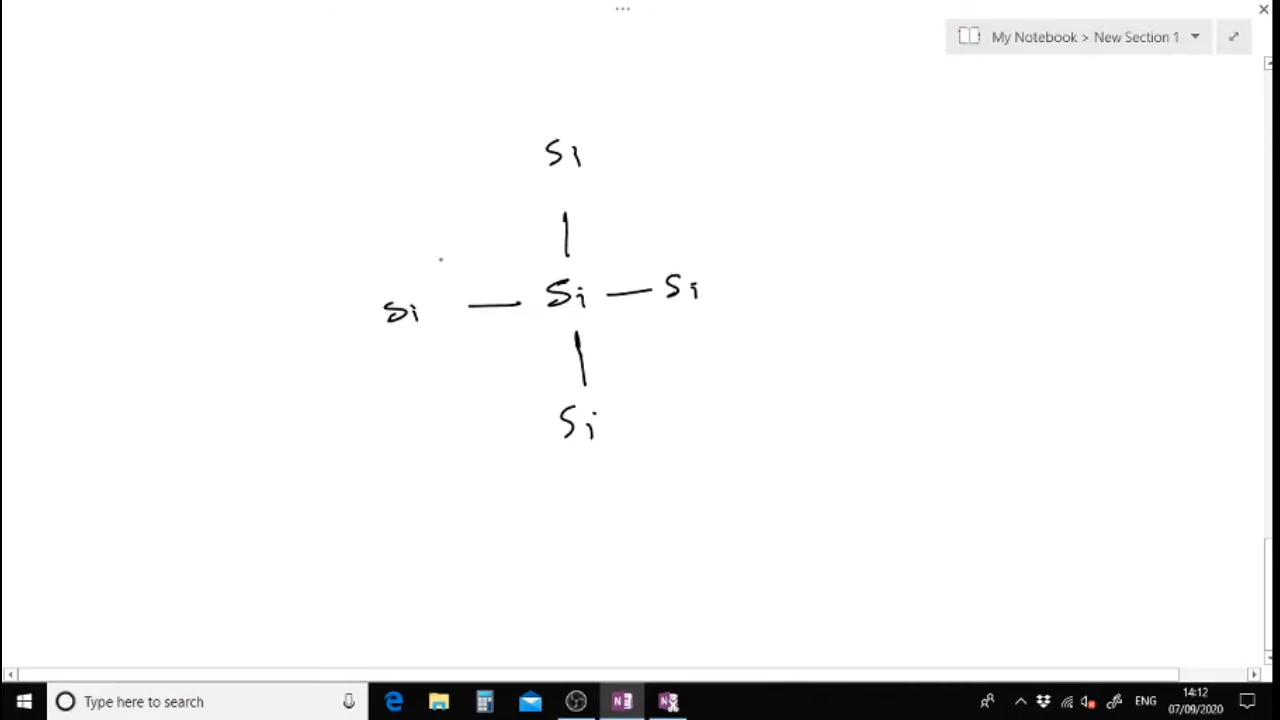 My Notebook > New Section 1
Si
Si — Si — Si
Si
Type here to search
ENG
14:12
07/09/2020